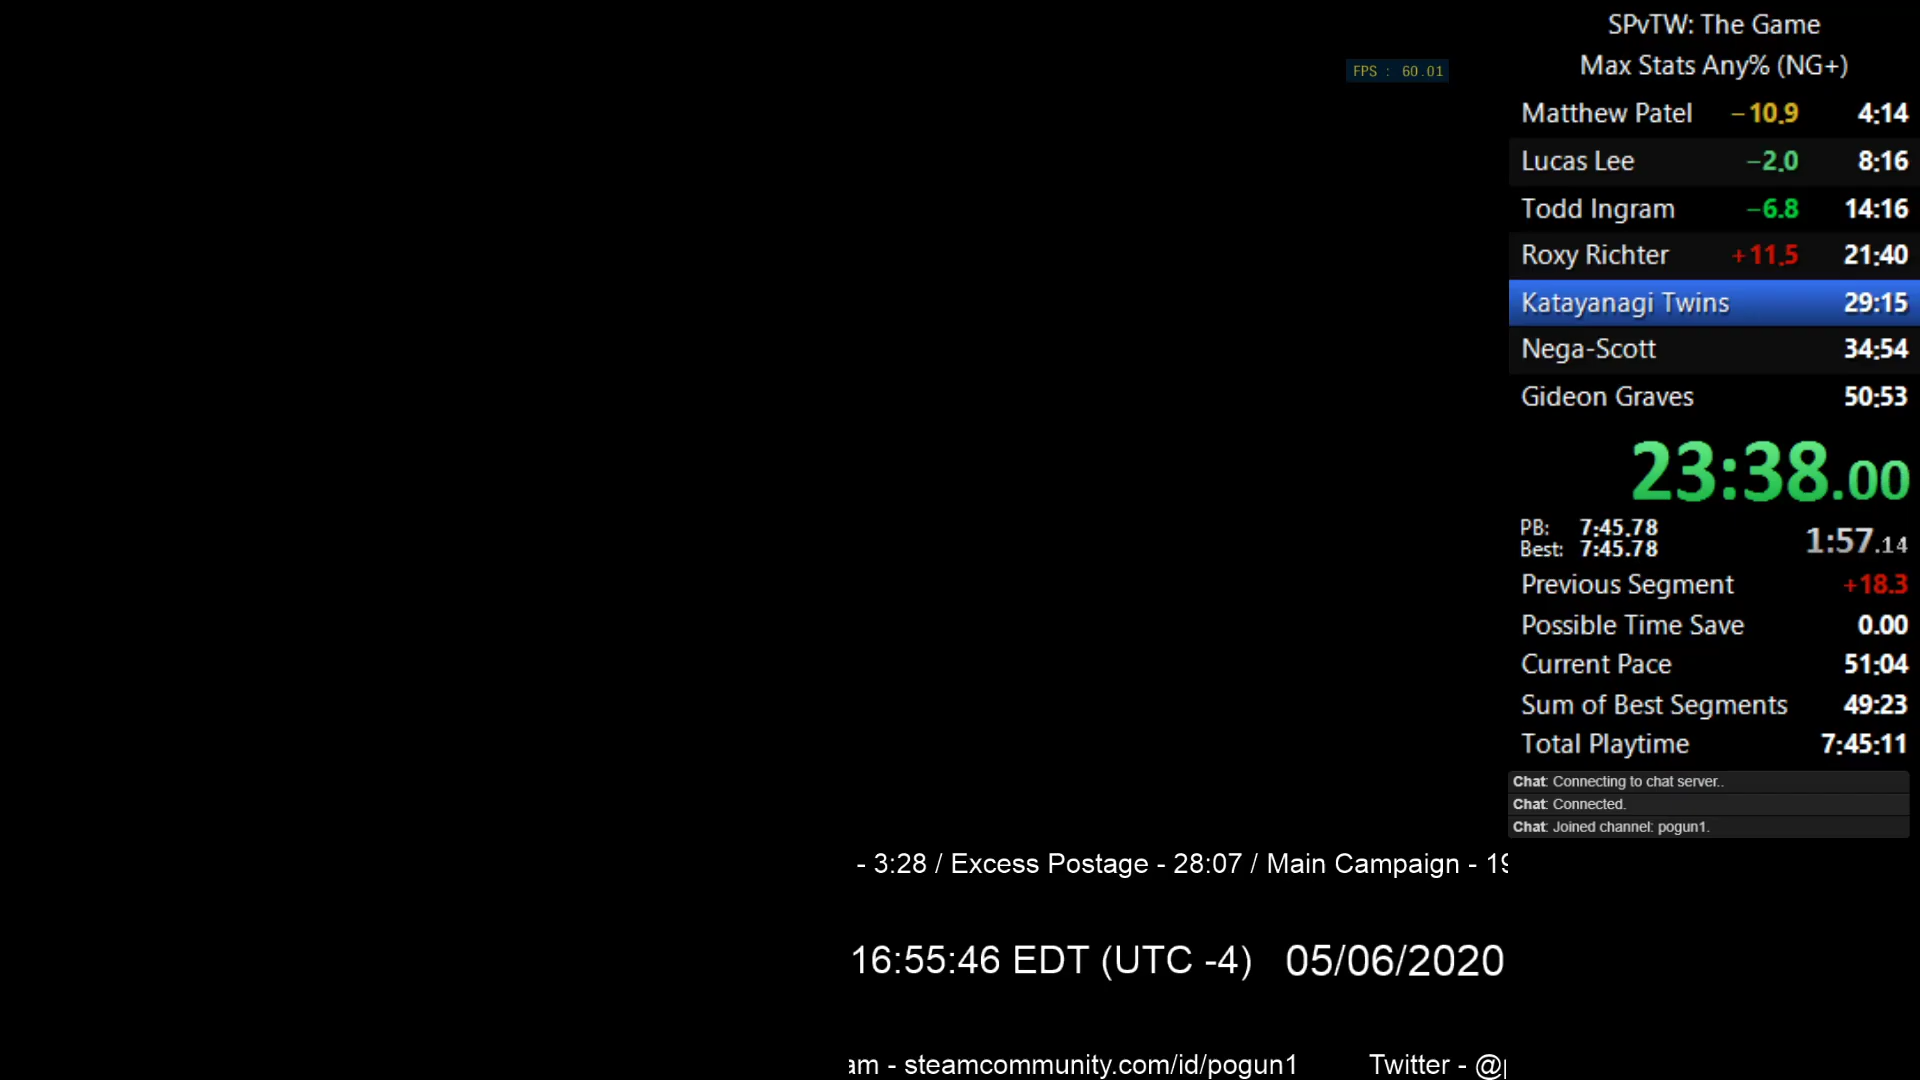 SPvTW: The Game
Max Stats Any% (NG+)
FPS : 60.01
Matthew Patel −10.9 4:14
Lucas Lee −2.0 8:16
Todd Ingram −6.8 14:16
Roxy Richter +11.5 21:40
Katayanagi Twins 29:15
Nega-Scott 34:54
Gideon Graves 50:53
23:38.00
PB: 7:45.78
Best: 7:45.78
1:57.14
Previous Segment +18.3
Possible Time Save 0.00
Current Pace 51:04
Sum of Best Segments 49:23
Total Playtime 7:45:11
Chat: Connecting to chat server..
Chat: Connected.
Chat: Joined channel: pogun1.
- 3:28 / Excess Postage - 28:07 / Main Campaign - 19
16:55:46 EDT (UTC -4) 05/06/2020
am - steamcommunity.com/id/pogun1 Twitter - @